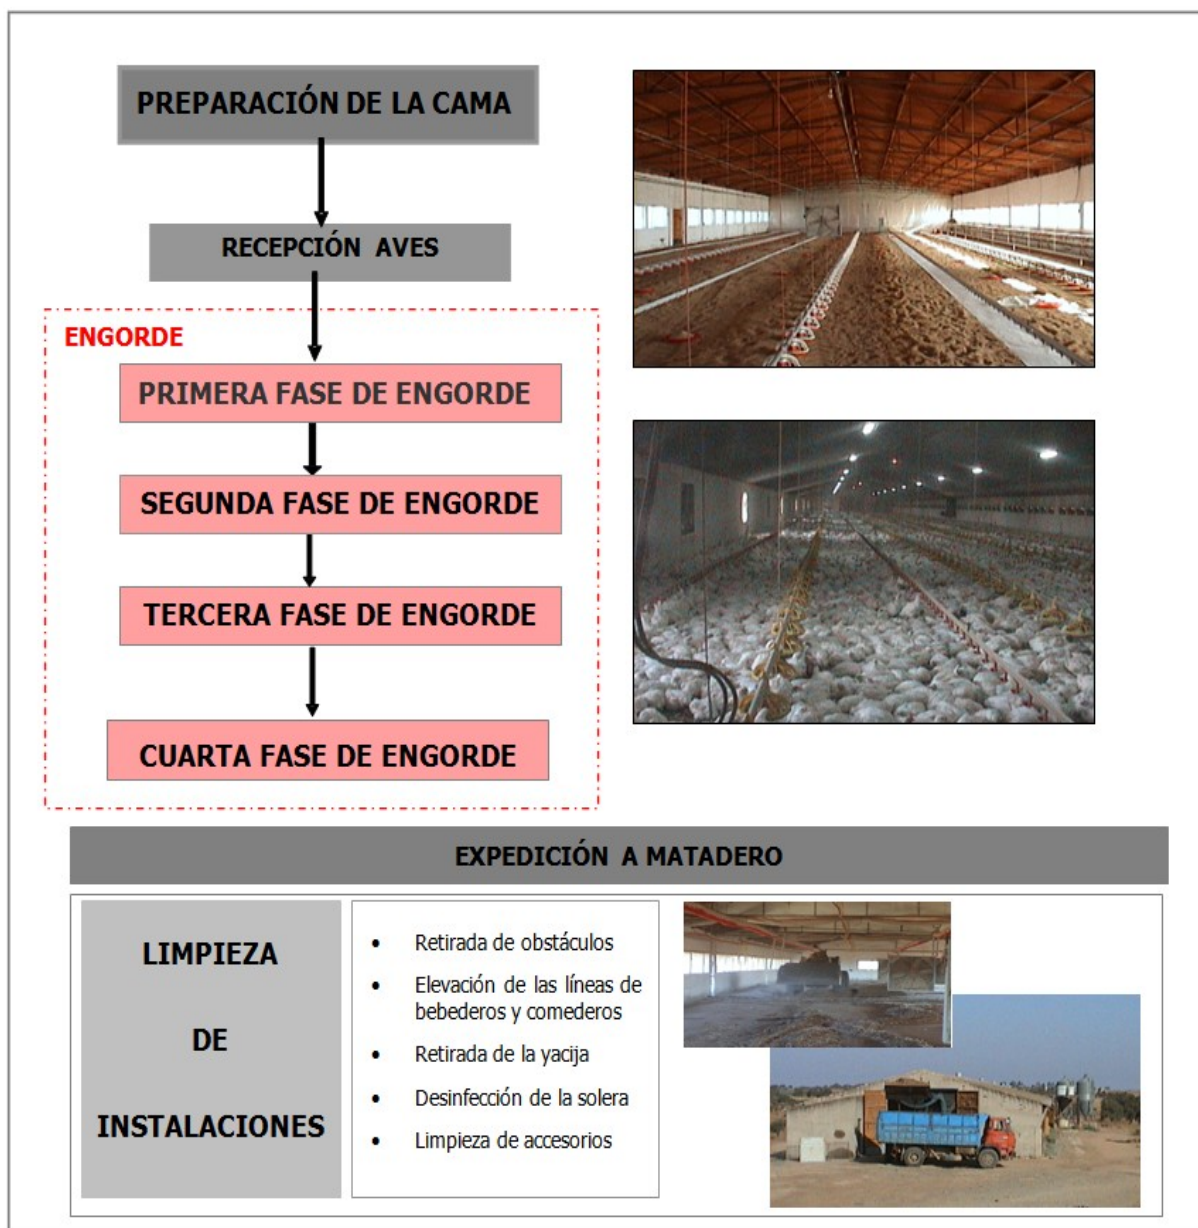 PREPARACIÓN DE LA CAMA
RECEPCIÓN AVES
ENGORDE
PRIMERA FASE DE ENGORDE
SEGUNDA FASE DE ENGORDE
TERCERA FASE DE ENGORDE
CUARTA FASE DE ENGORDE
EXPEDICIÓN A MATADERO
LIMPIEZA
DE
INSTALACIONES
• Retirada de obstáculos
• Elevación de las líneas de
bebederos y comederos
• Retirada de la yacija
• Desinfección de la solera
• Limpieza de accesorios